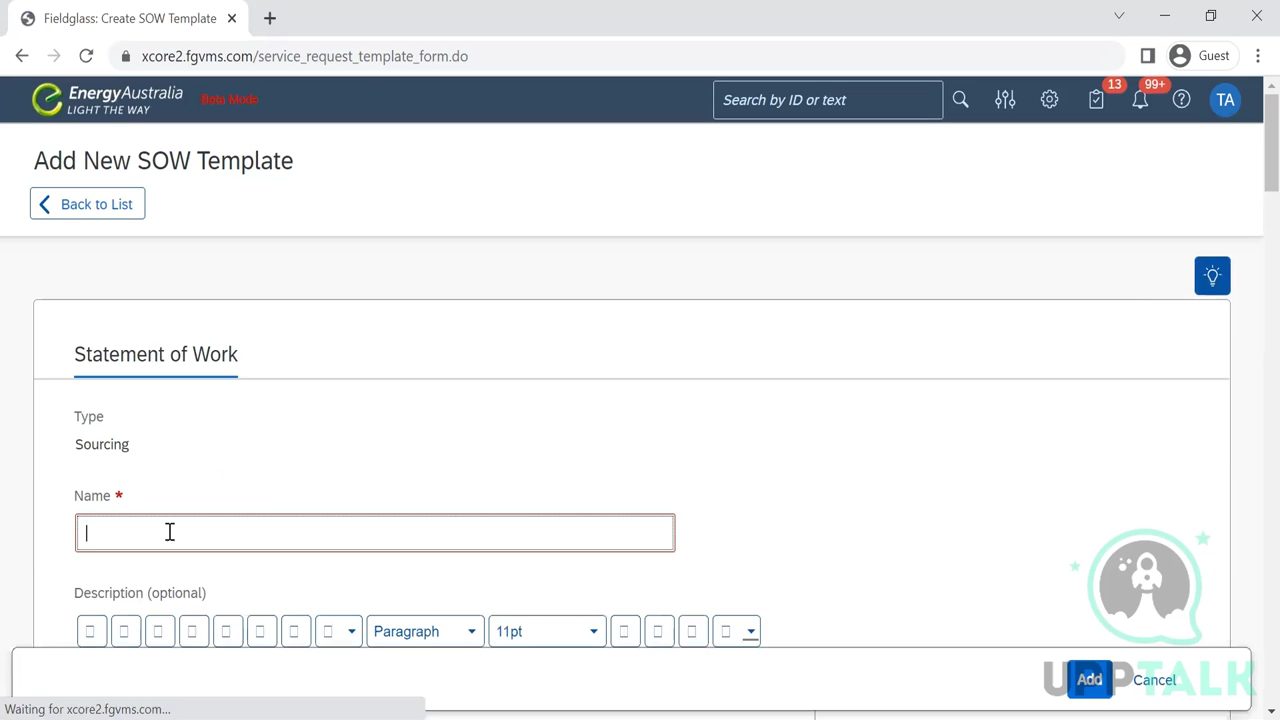 Fieldglass: Create SOW Template
xcore2.fgvms.com/service_request_template_form.do
Guest
EnergyAustralia
LIGHT THE WAY
Beta Mode
Search by ID or text
13
99+
TA
Add New SOW Template
Back to List
Statement of Work
Type
Sourcing
Name *
Description (optional)
Paragraph
11pt
Add
Cancel
UPPTALK
Waiting for xcore2.fgvms.com...